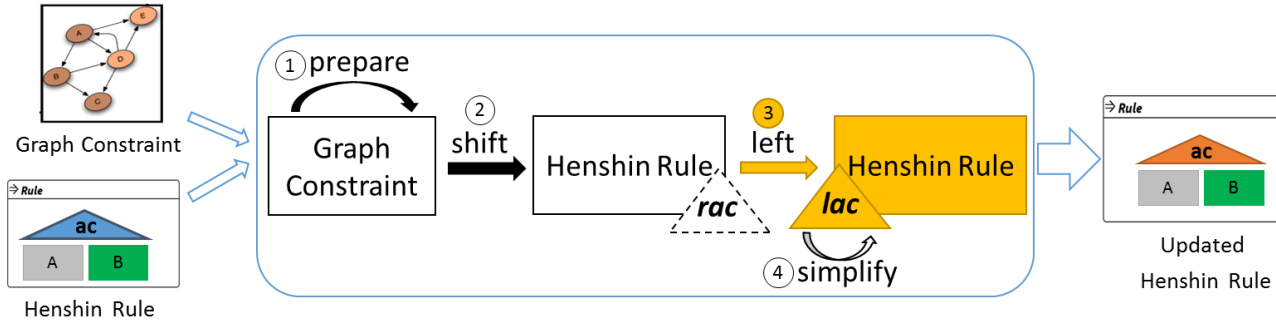 E
A
D
B
C
Graph Constraint
→ Rule
ac
A B
Henshin Rule
1 prepare
Graph
Constraint
2
shift
Henshin Rule
rac
3
left
Henshin Rule
lac
4 simplify
→ Rule
ac
A B
Updated
Henshin Rule